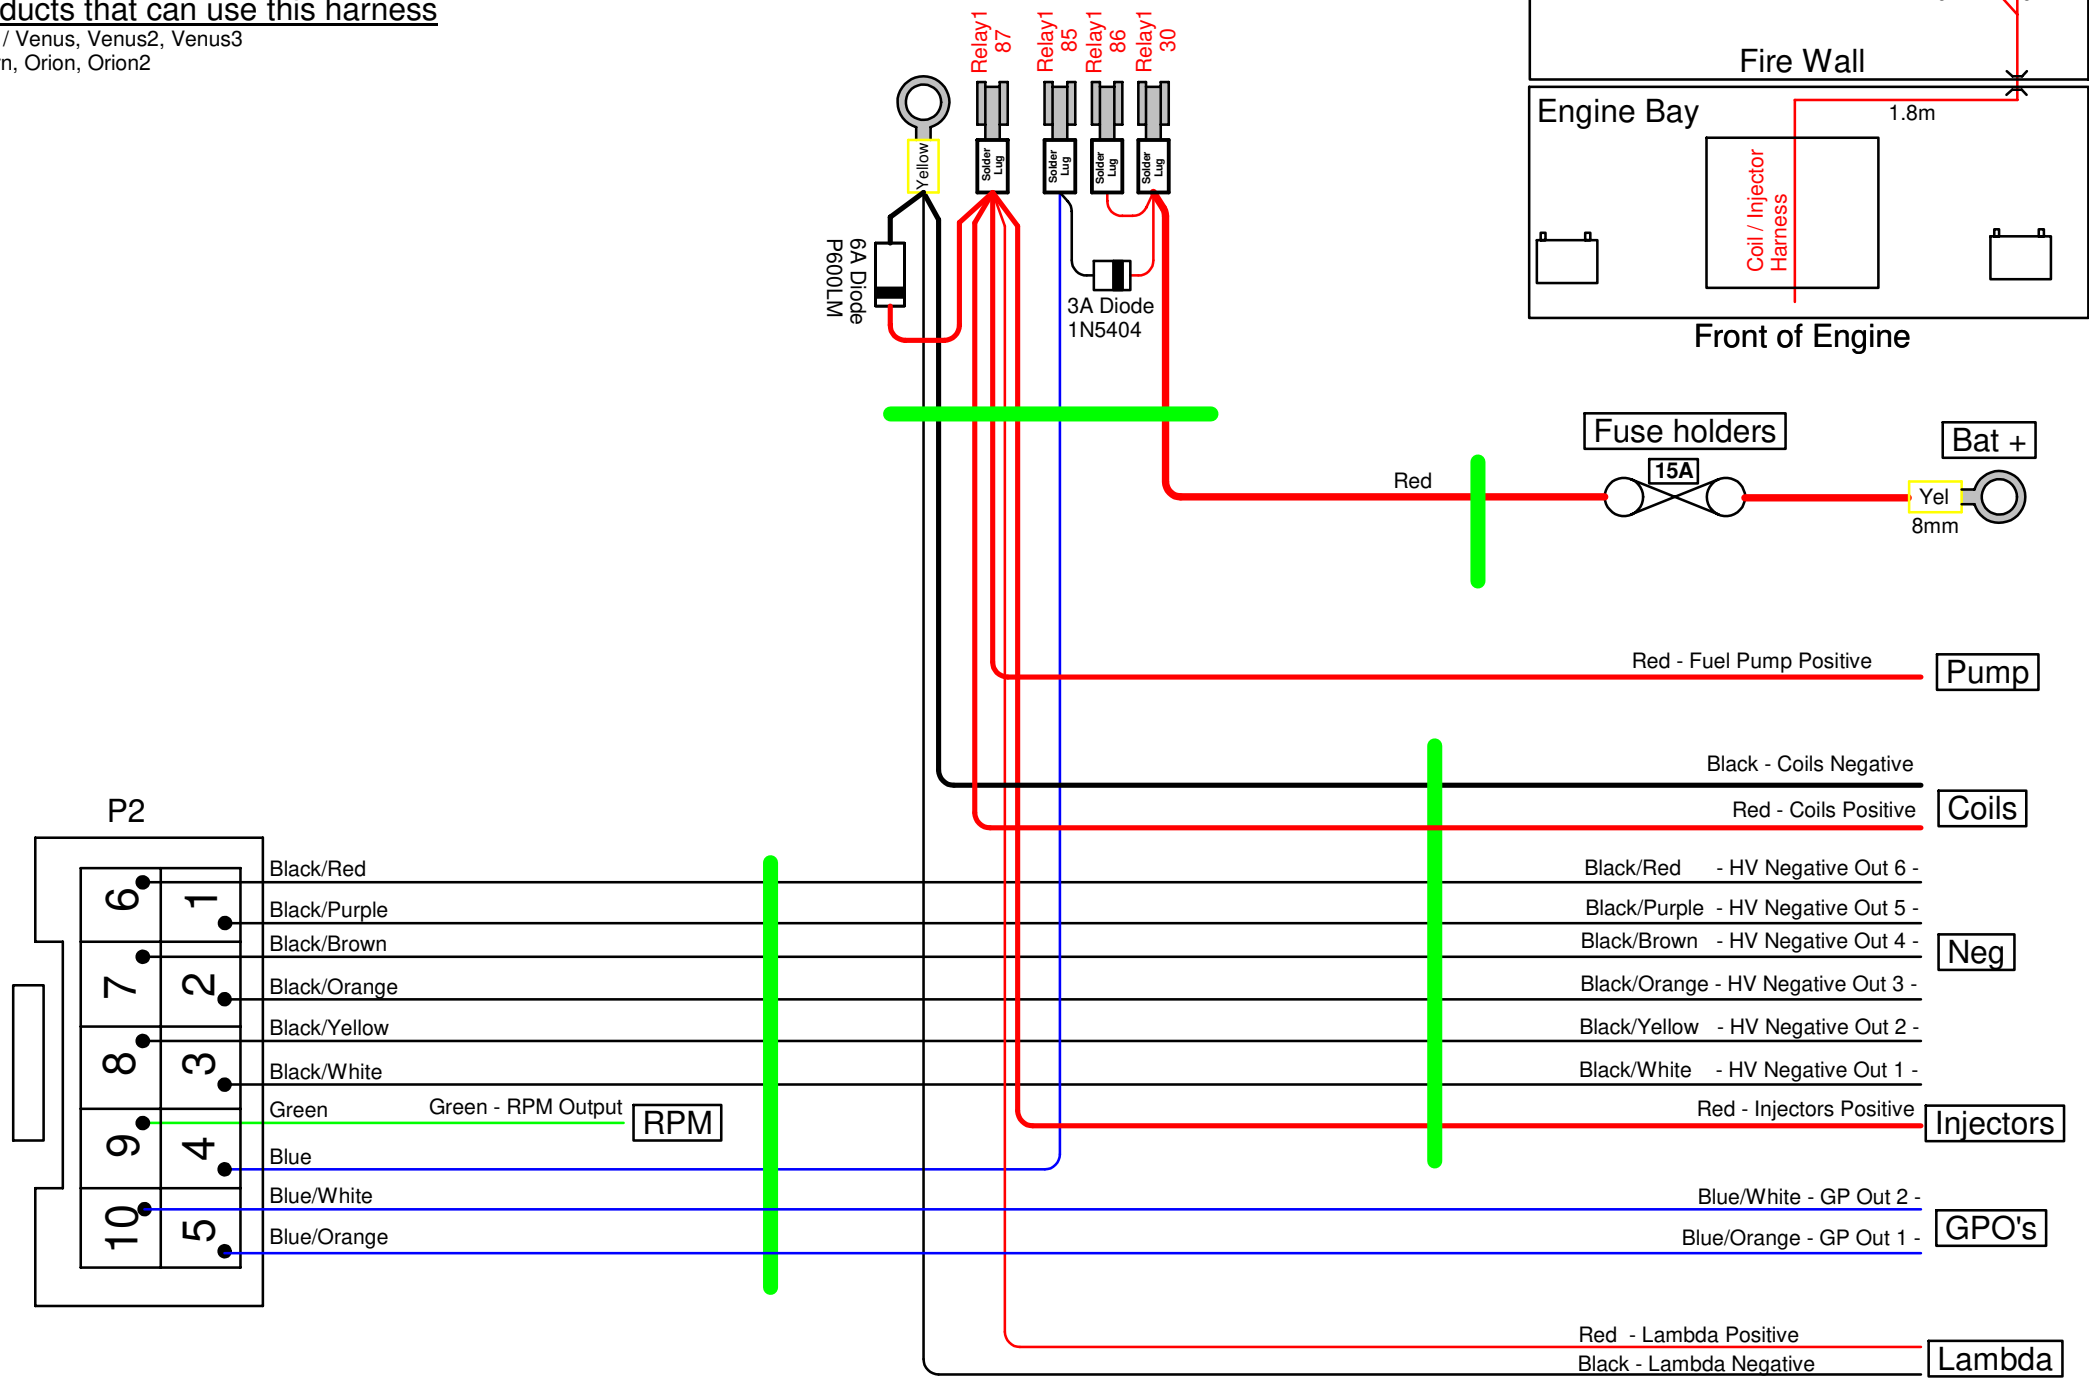 ducts that can use this harness
/ Venus, Venus2, Venus3
n, Orion, Orion2
Relay1 87
Relay1 85
Relay1 86
Relay1 30
Yellow
Solder Lug
Solder Lug
Solder Lug
Solder Lug
6A Diode
P600LM
3A Diode
1N5404
Fire Wall
Engine Bay
1.8m
Coil / Injector
Harness
Front of Engine
Fuse holders
15A
Bat +
Red
Yel
8mm
Red - Fuel Pump Positive
Pump
Black - Coils Negative
Red - Coils Positive
Coils
P2
6
1
7
2
8
3
9
4
10
5
Black/Red
Black/Purple
Black/Brown
Black/Orange
Black/Yellow
Black/White
Green
Green - RPM Output
RPM
Blue
Blue/White
Blue/Orange
Black/Red - HV Negative Out 6 -
Black/Purple - HV Negative Out 5 -
Black/Brown - HV Negative Out 4 -
Black/Orange - HV Negative Out 3 -
Black/Yellow - HV Negative Out 2 -
Black/White - HV Negative Out 1 -
Neg
Red - Injectors Positive
Injectors
Blue/White - GP Out 2 -
Blue/Orange - GP Out 1 -
GPO's
Red - Lambda Positive
Black - Lambda Negative
Lambda